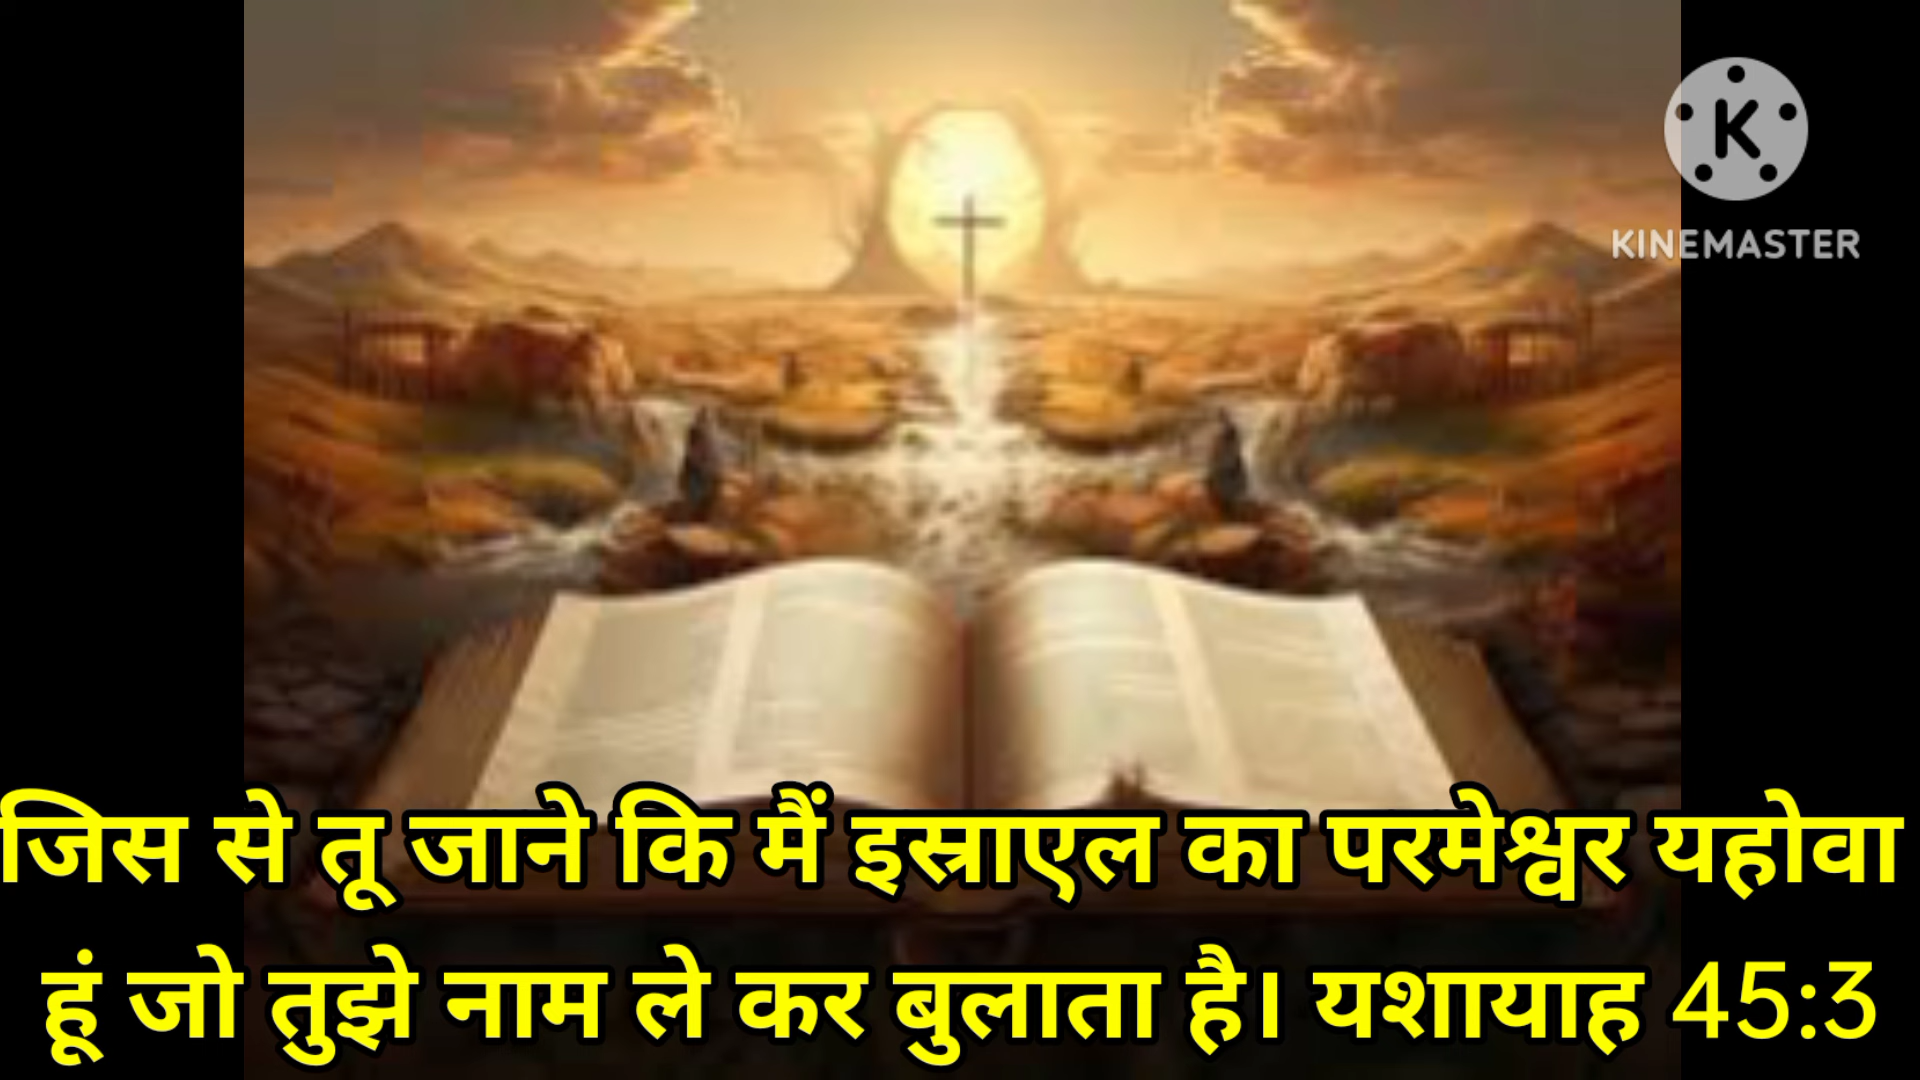 K
KINEMASTER
जिस से तू जाने कि मैं इस्राएल का परमेश्वर यहोवा
हूं जो तुझे नाम ले कर बुलाता है। यशायाह 45:3